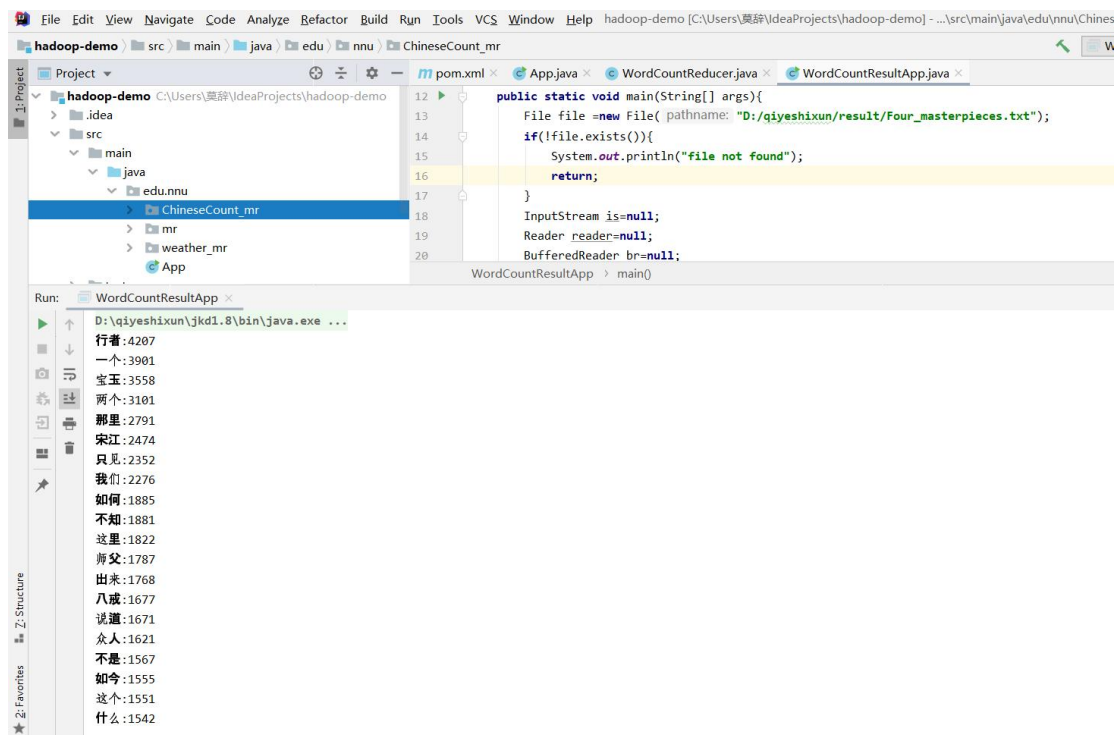 File Edit View Navigate Code Analyze Refactor Build Run Tools VCS Window Help hadoop-demo [C:\Users\莫辞\IdeaProjects\hadoop-demo] - ...\src\main\java\edu\nnu\Chines
hadoop-demo src main java edu nnu ChineseCount_mr W
1: Project
Project
pom.xml App.java WordCountReducer.java WordCountResultApp.java
hadoop-demo C:\Users\莫辞\IdeaProjects\hadoop-demo
.idea
src
main
java
edu.nnu
ChineseCount_mr
mr
weather_mr
App
12 public static void main(String[] args){
13 File file =new File( pathname: "D:/qiyeshixun/result/Four_masterpieces.txt");
14 if(!file.exists()){
15 System.out.println("file not found");
16 return;
17 }
18 InputStream is=null;
19 Reader reader=null;
20 BufferedReader br=null;
WordCountResultApp > main()
Run: WordCountResultApp
D:\qiyeshixun\jkd1.8\bin\java.exe ...
行者:4207
一个:3901
宝玉:3558
两个:3101
那里:2791
宋江:2474
只见:2352
我们:2276
如何:1885
不知:1881
这里:1822
师父:1787
出来:1768
八戒:1677
说道:1671
众人:1621
不是:1567
如今:1555
这个:1551
什么:1542
Z: Structure
2: Favorites